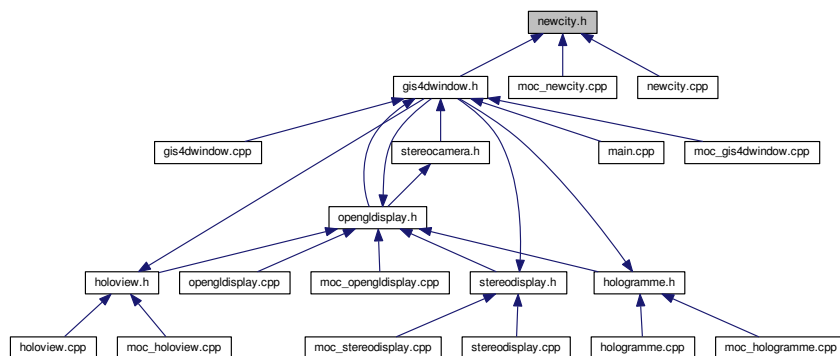 newcity.h
gis4dwindow.h
moc_newcity.cpp
newcity.cpp
gis4dwindow.cpp
stereocamera.h
main.cpp
moc_gis4dwindow.cpp
opengldisplay.h
holoview.h
opengldisplay.cpp
moc_opengldisplay.cpp
stereodisplay.h
hologramme.h
holoview.cpp
moc_holoview.cpp
moc_stereodisplay.cpp
stereodisplay.cpp
hologramme.cpp
moc_hologramme.cpp